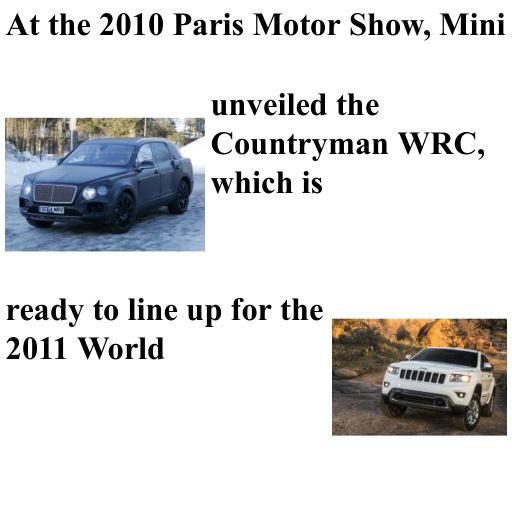 At the 2010 Paris Motor Show, Mini
unveiled the
Countryman WRC,
which is
ready to line up for the
2011 World